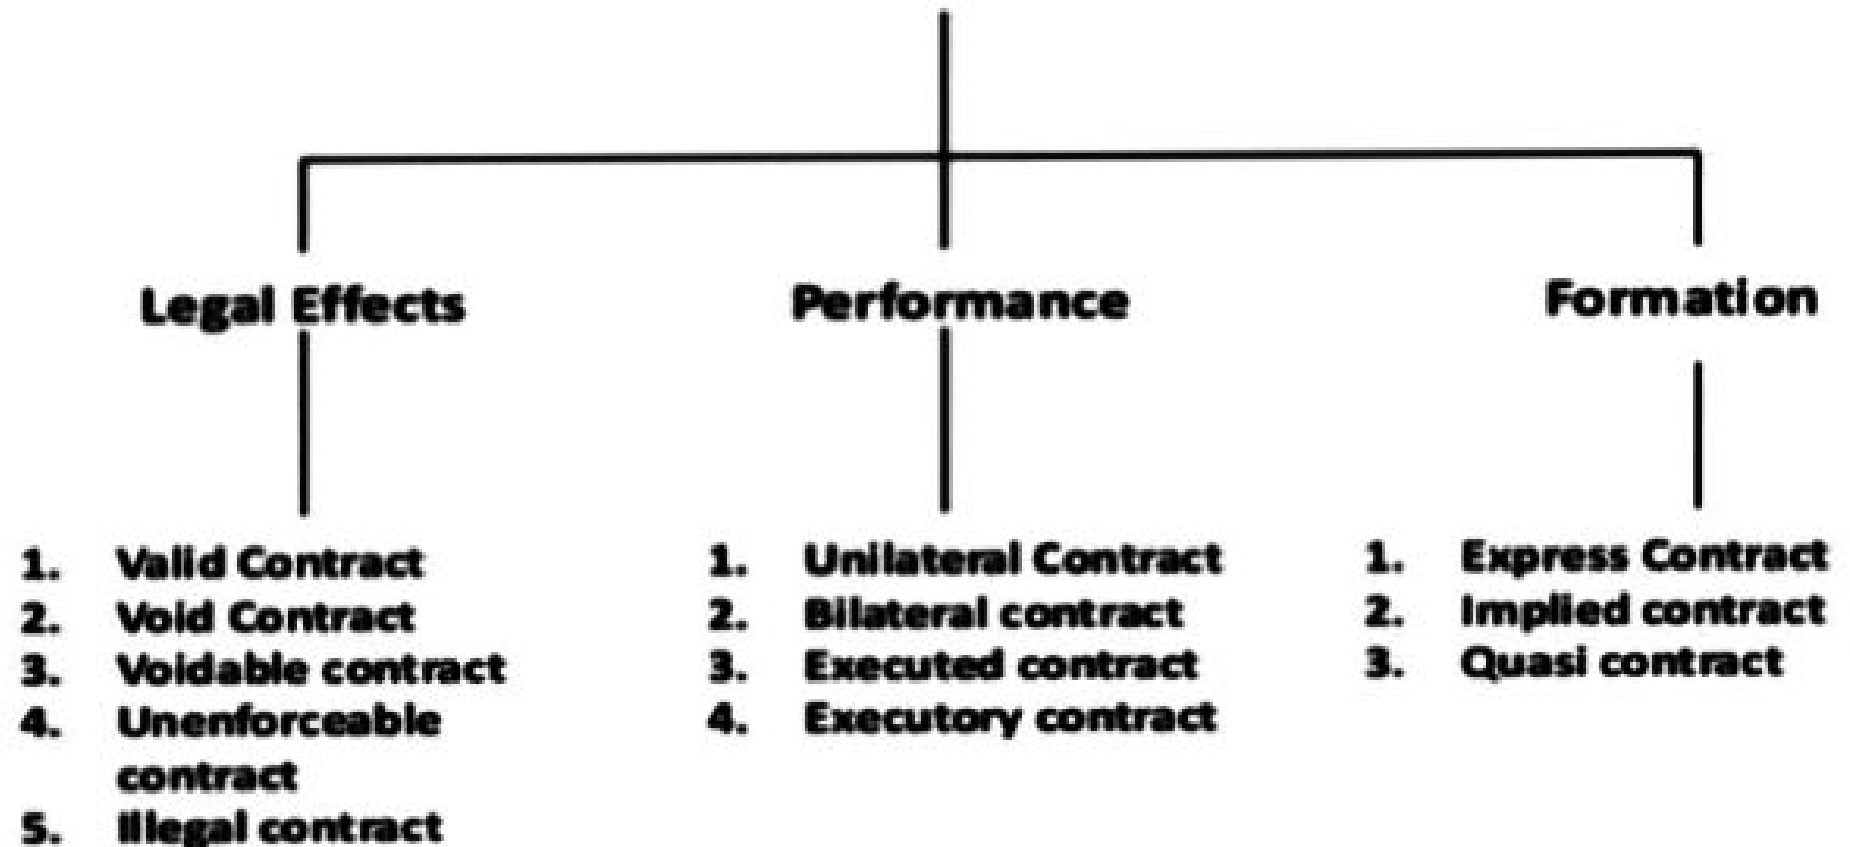 Legal Effects
Performance
Formation
1. Valid Contract
2. Void Contract
3. Voidable contract
4. Unenforceable
contract
5. Illegal contract
1. Unilateral Contract
2. Bilateral contract
3. Executed contract
4. Executory contract
1. Express Contract
2. Implied contract
3. Quasi contract